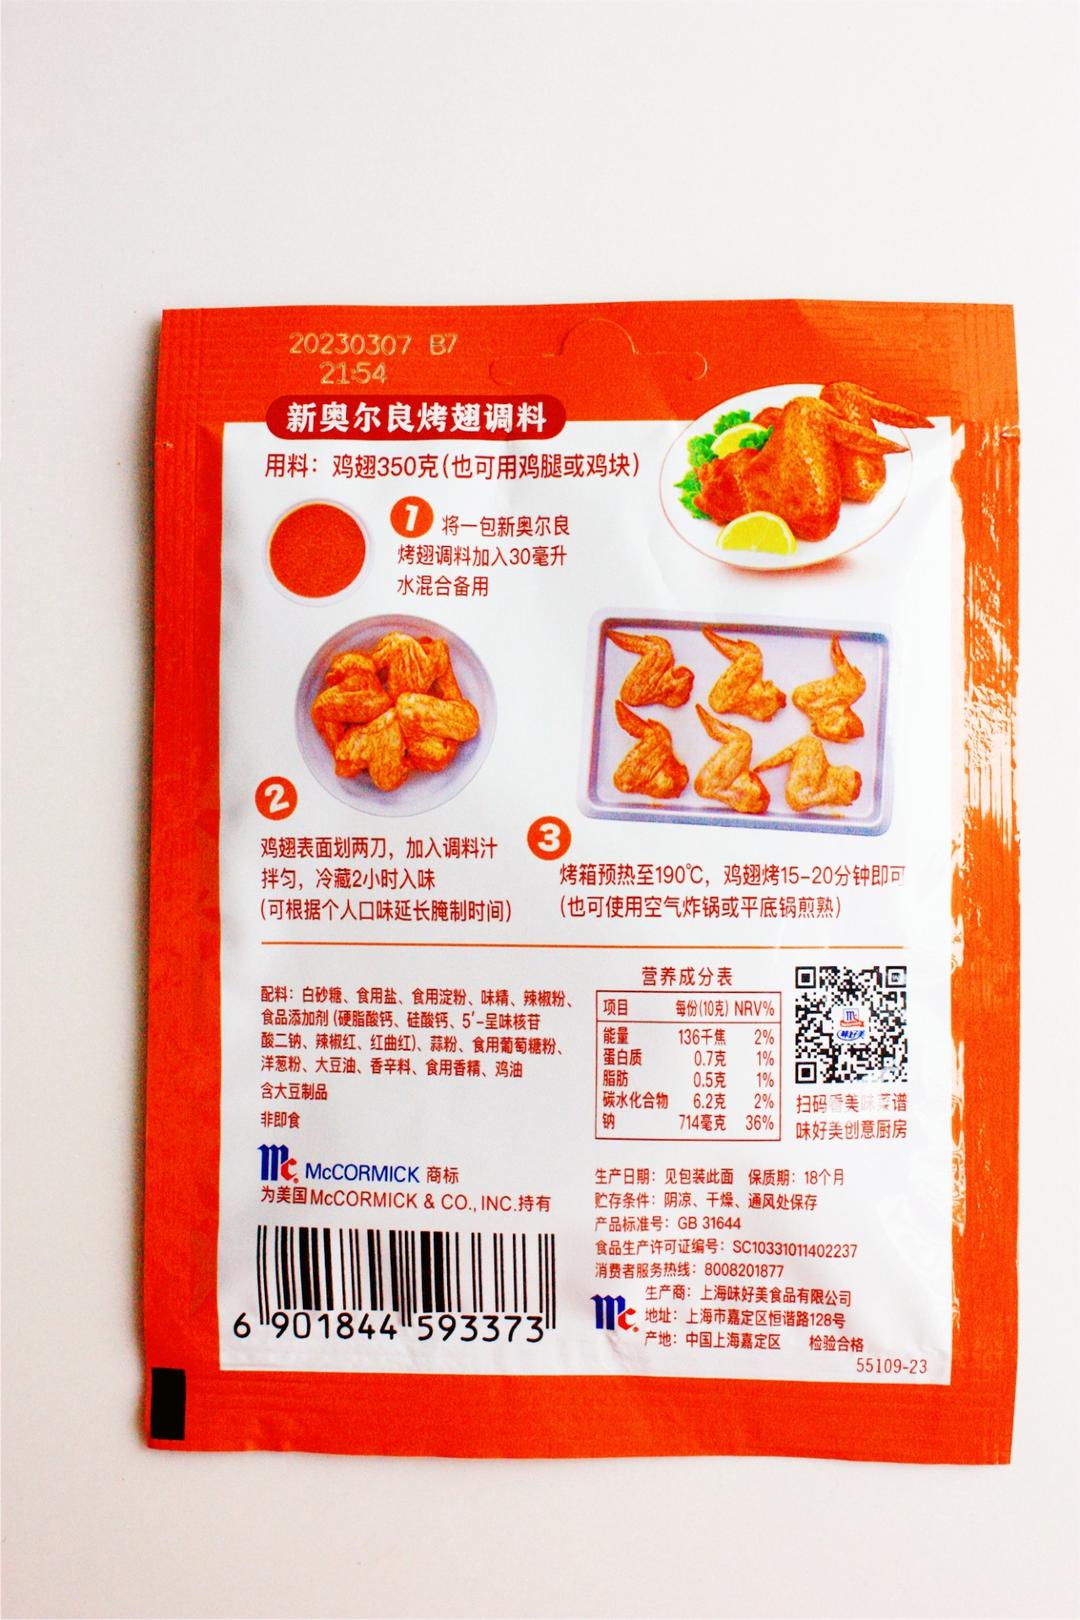 20230307 B7
21:54
新奥尔良烤翅调料
用料：鸡翅350克(也可用鸡腿或鸡块)
1 将一包新奥尔良
烤翅调料加入30毫升
水混合备用
2
鸡翅表面划两刀，加入调料汁
拌匀，冷藏2小时入味
(可根据个人口味延长腌制时间)
3
烤箱预热至190℃，鸡翅烤15-20分钟即可
(也可使用空气炸锅或平底锅煎熟)
配料：白砂糖、食用盐、食用淀粉、味精、辣椒粉、
食品添加剂 (硬脂酸钙、硅酸钙、5'-呈味核苷
酸二钠、辣椒红、红曲红)、蒜粉、食用葡萄糖粉、
洋葱粉、大豆油、香辛料、食用香精、鸡油
含大豆制品
非即食
营养成分表
项目 每份(10克) NRV%
能量 136千焦 2%
蛋白质 0.7克 1%
脂肪 0.5克 1%
碳水化合物 6.2克 2%
钠 714毫克 36%
味好美
扫码看美味菜谱
味好美创意厨房
Mc. McCORMICK 商标
为美国McCORMICK & CO., INC.持有
6 901844 593373
生产日期：见包装此面 保质期：18个月
贮存条件：阴凉、干燥、通风处保存
产品标准号：GB 31644
食品生产许可证编号：SC10331011402237
消费者服务热线：8008201877
Mc.
生产商：上海味好美食品有限公司
地址：上海市嘉定区恒谐路128号
产地：中国上海嘉定区 检验合格
55109-23